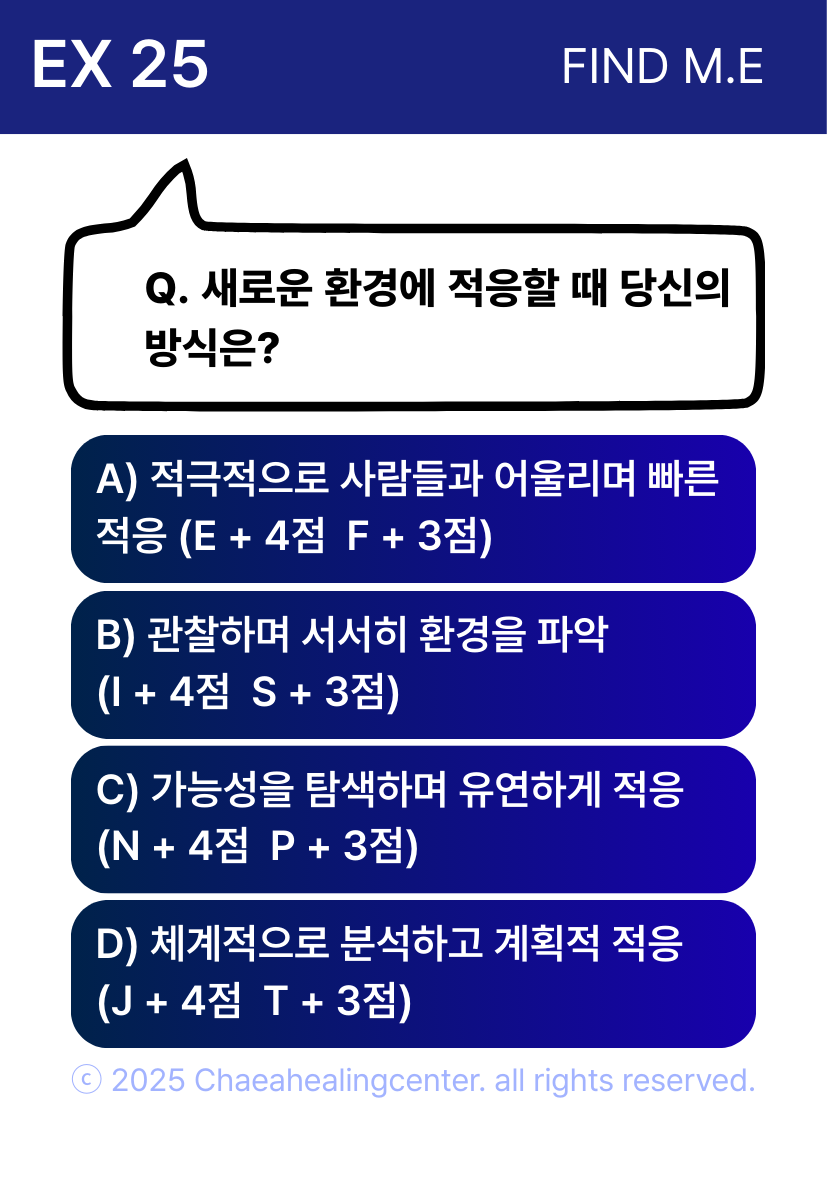 EX 25
FIND M.E
Q. 새로운 환경에 적응할 때 당신의
방식은?
A) 적극적으로 사람들과 어울리며 빠른
적응 (E + 4점  F + 3점)
B) 관찰하며 서서히 환경을 파악
(I + 4점  S + 3점)
C) 가능성을 탐색하며 유연하게 적응
(N + 4점  P + 3점)
D) 체계적으로 분석하고 계획적 적응
(J + 4점  T + 3점)
ⓒ 2025 Chaeahealingcenter. all rights reserved.